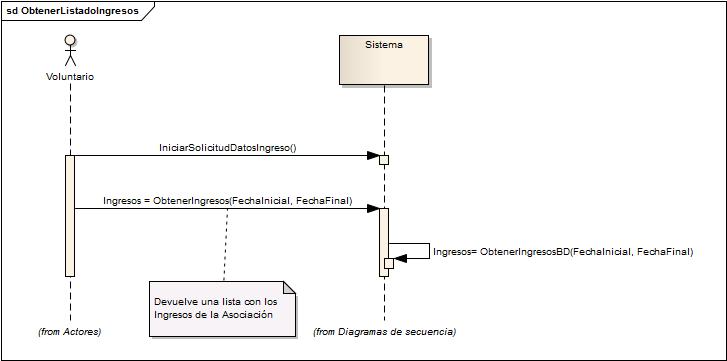 sd ObtenerListadoIngresos
Voluntario
Sistema
IniciarSolicitudDatosIngreso()
Ingresos = ObtenerIngresos(FechaInicial, FechaFinal)
Ingresos= ObtenerIngresosBD(FechaInicial, FechaFinal)
Devuelve una lista con los
Ingresos de la Asociación
(from Actores)
(from Diagramas de secuencia)